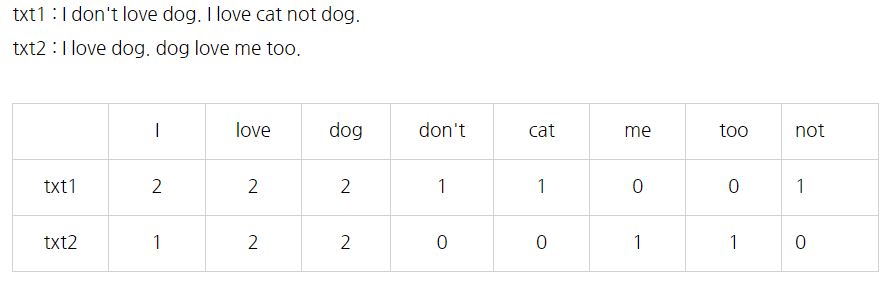 txt1 : I don't love dog. I love cat not dog.
txt2 : I love dog. dog love me too.
I love dog don't cat me too not
txt1 2 2 2 1 1 0 0 1
txt2 1 2 2 0 0 1 1 0